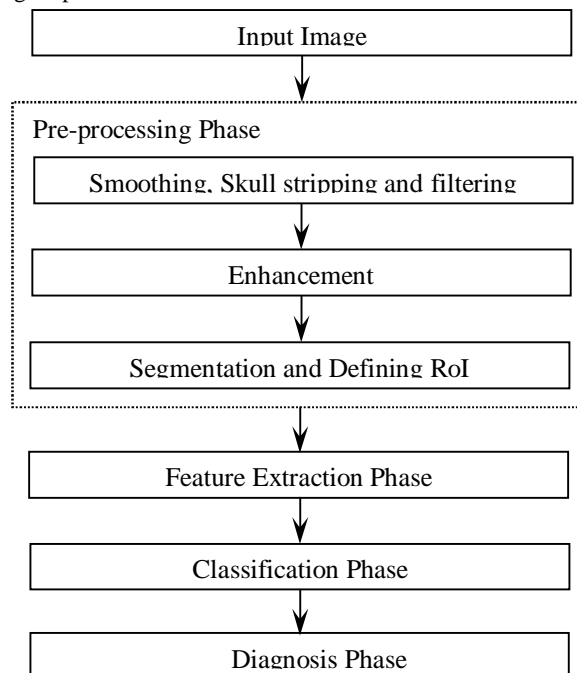 Input Image
Pre-processing Phase
Smoothing, Skull stripping and filtering
Enhancement
Segmentation and Defining RoI
Feature Extraction Phase
Classification Phase
Diagnosis Phase